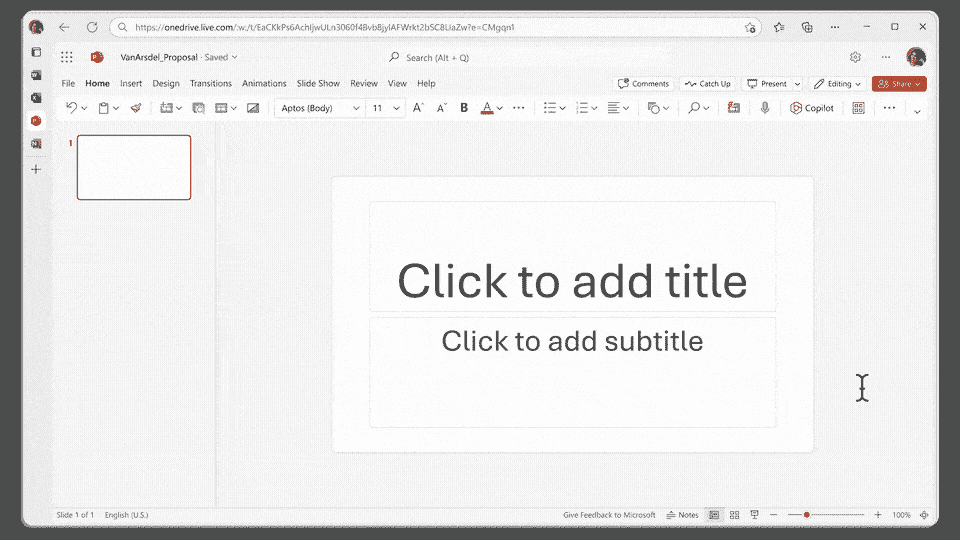 https://onedrive.live.com/:w:/t/EaCKkPs6AchIjwULn3060f48vb8jylAFWrkt2bSC8LiaZw?e=CMgqn1
VanArsdel_Proposal · Saved
Search (Alt + Q)
File Home Insert Design Transitions Animations Slide Show Review View Help
Comments Catch Up Present Editing Share
Aptos (Body) 11 A A B A Copilot
1
Click to add title
Click to add subtitle
Slide 1 of 1 English (U.S.) Give Feedback to Microsoft Notes 100%